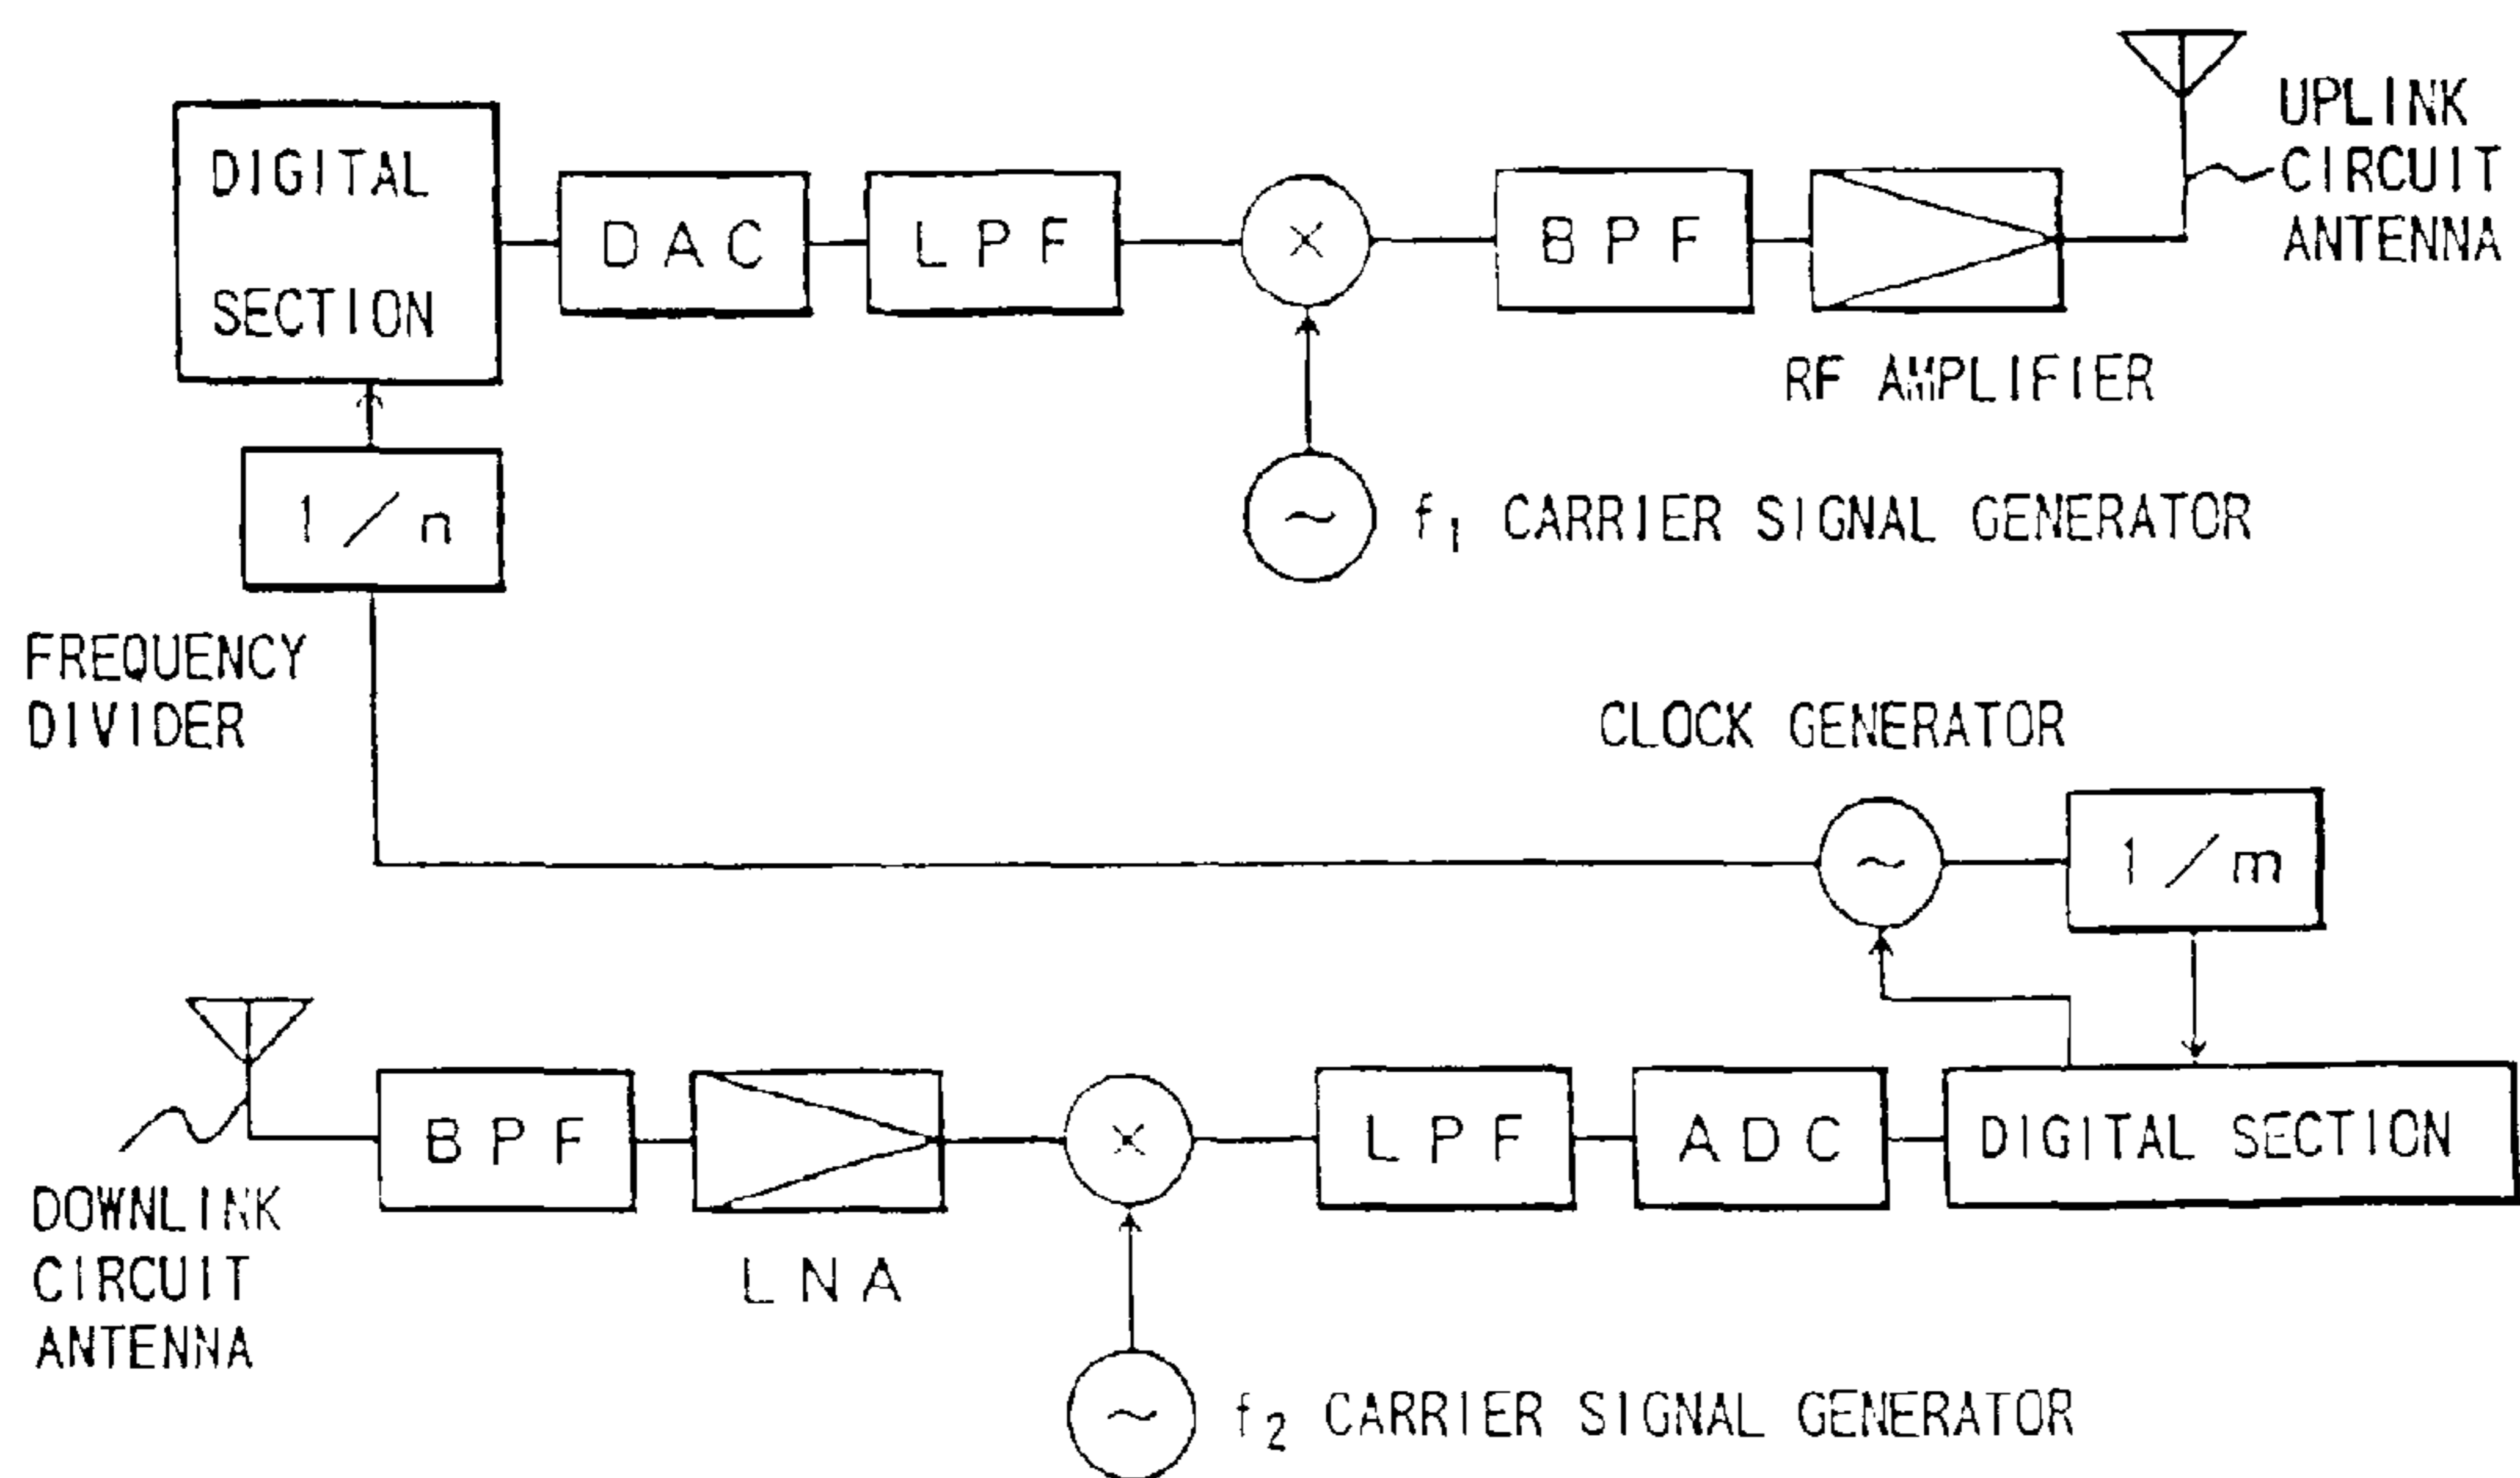 DIGITAL
SECTION
DAC
LPF
×
BPF
UPLINK
CIRCUIT
ANTENNA
RF AMPLIFIER
1/n
~
f₁ CARRIER SIGNAL GENERATOR
FREQUENCY
DIVIDER
CLOCK GENERATOR
~
1/m
BPF
×
LPF
ADC
DIGITAL SECTION
DOWNLINK
CIRCUIT
ANTENNA
LNA
~
f₂ CARRIER SIGNAL GENERATOR